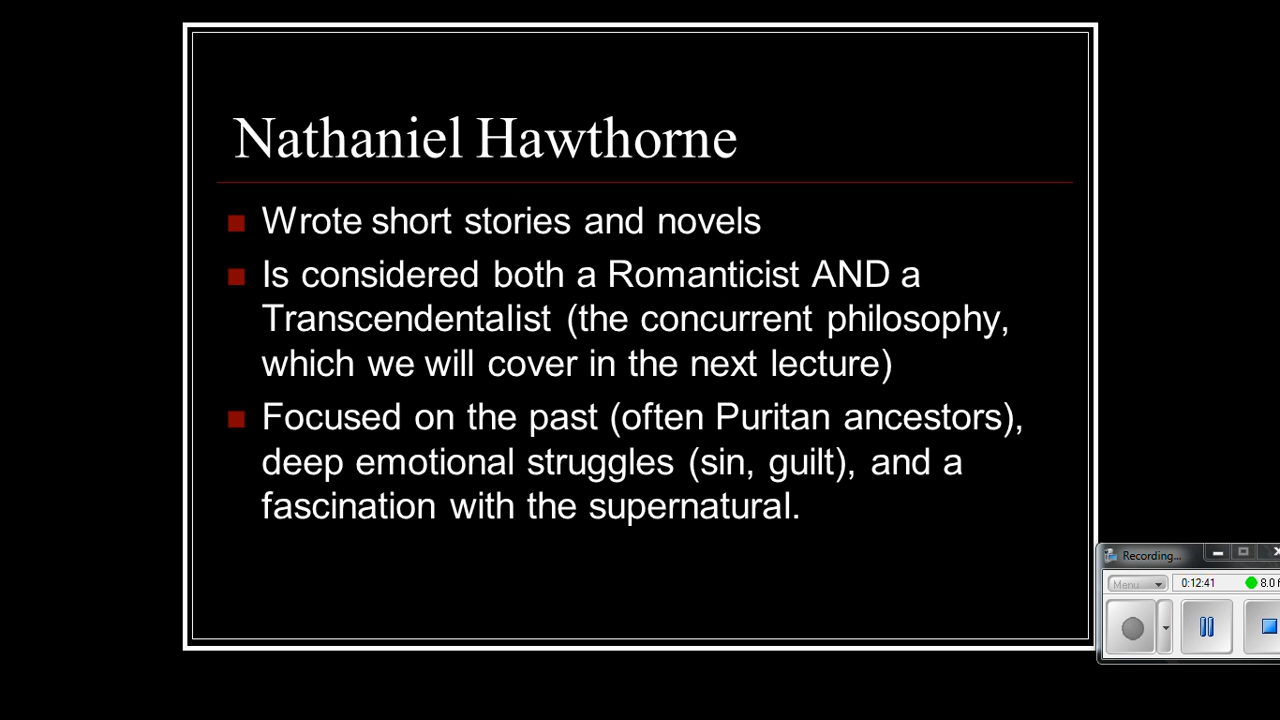 Nathaniel Hawthorne
Wrote short stories and novels
Is considered both a Romanticist AND a
Transcendentalist (the concurrent philosophy,
which we will cover in the next lecture)
Focused on the past (often Puritan ancestors),
deep emotional struggles (sin, guilt), and a
fascination with the supernatural.
Recording...
Menu
0:12:41
8.0 f